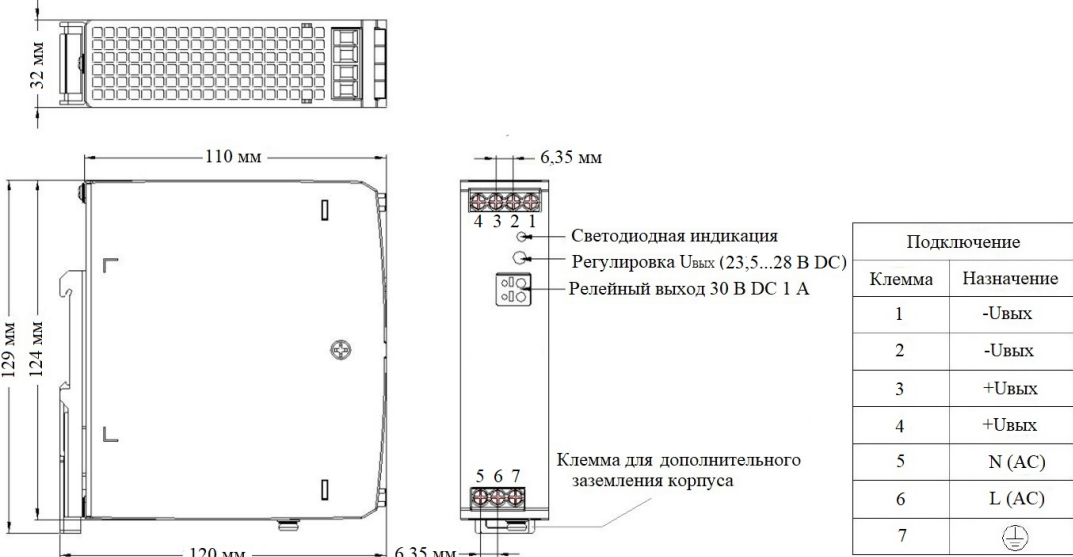 32 мм
110 мм
6,35 мм
129 мм
124 мм
4 3 2 1
Светодиодная индикация
Регулировка Uвых (23,5...28 В DC)
Релейный выход 30 В DC 1 А
Клемма для дополнительного
заземления корпуса
5 6 7
120 мм
6,35 мм
Подключение
Клемма Назначение
1 -Uвых
2 -Uвых
3 +Uвых
4 +Uвых
5 N (AC)
6 L (AC)
7